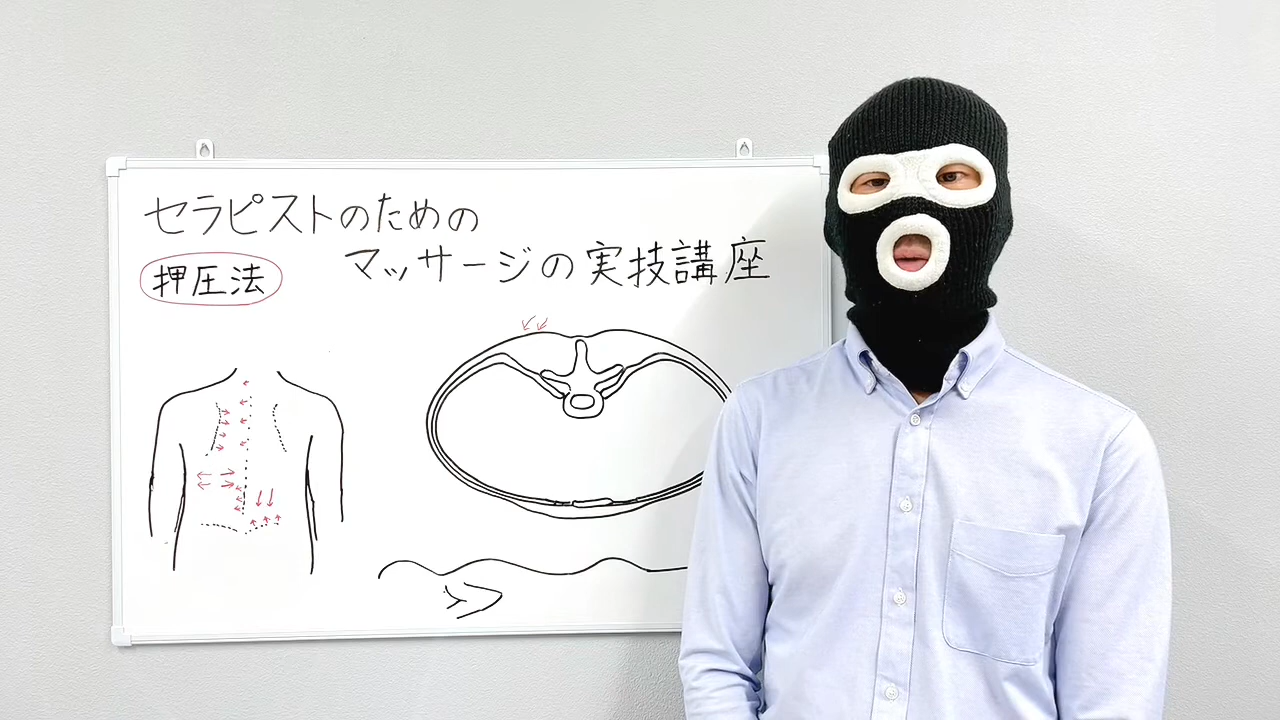 セラピストのための
マッサージの実技講座
押圧法